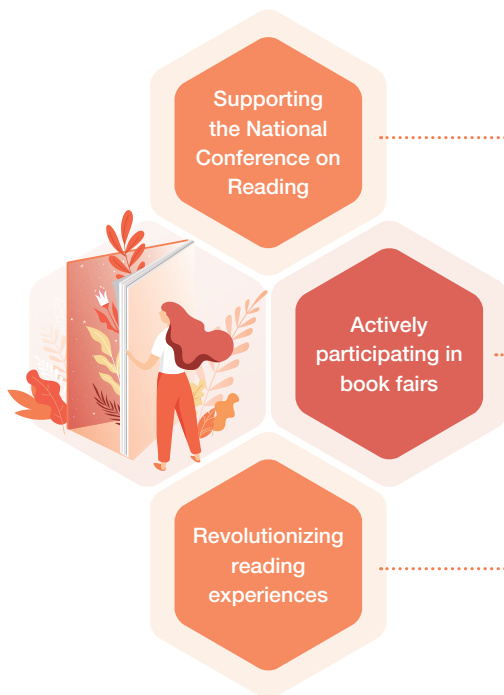 Supporting
the National
Conference on
Reading
Actively
participating in
book fairs
Revolutionizing
reading
experiences